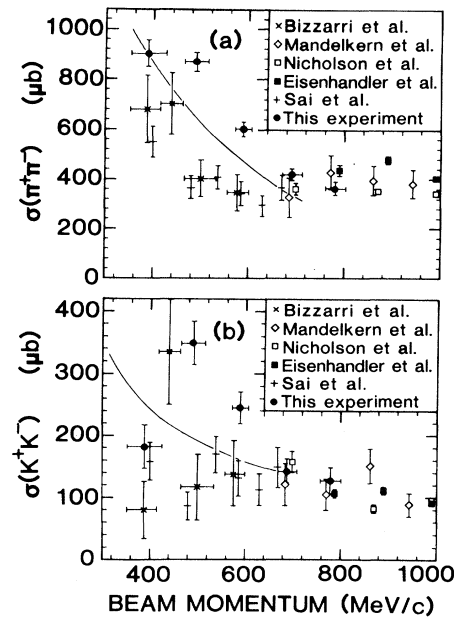 1000
800
600
400
200
0
σ(π⁺π⁻) (μb)
(a)
×Bizzarri et al.
◇Mandelkern et al.
□Nicholson et al.
■Eisenhandler et al.
+Sai et al.
●This experiment
400
300
200
100
0
σ(K⁺K⁻) (μb)
(b)
×Bizzarri et al.
◇Mandelkern et al.
□Nicholson et al.
■Eisenhandler et al.
+Sai et al.
●This experiment
400 600 800 1000
BEAM MOMENTUM (MeV/c)